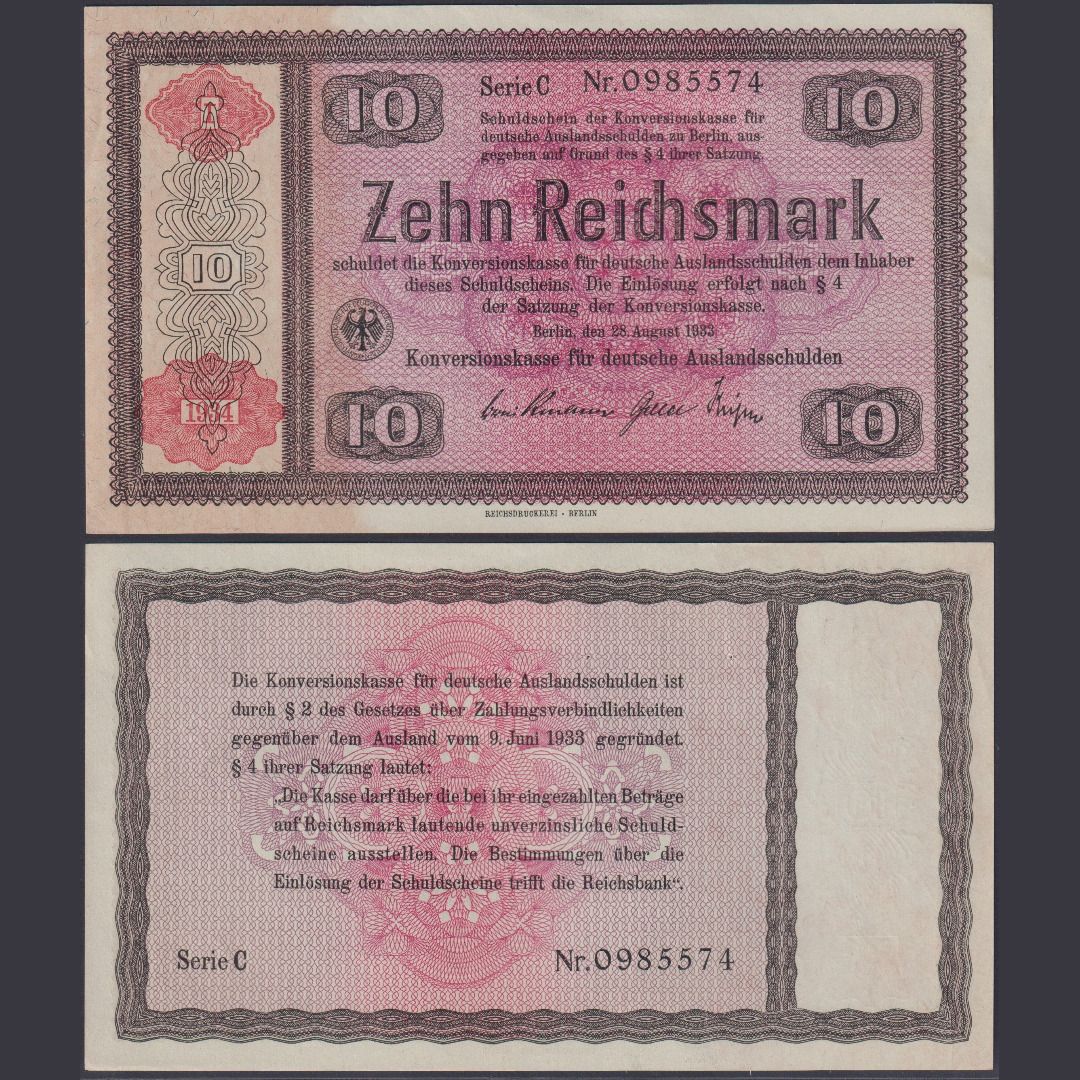 Serie C Nr. 0985574
10 10
Schuldschein der Konversionskasse für
deutsche Auslandsschulden zu Berlin, aus-
gegeben auf Grund des § 4 ihrer Satzung.
Zehn Reichsmark
schuldet die Konversionskasse für deutsche Auslandsschulden dem Inhaber
dieses Schuldscheins. Die Einlösung erfolgt nach § 4
der Satzung der Konversionskasse.
10
Berlin, den 28. August 1933
Konversionskasse für deutsche Auslandsschulden
1934
10 10
REICHSDRUCKEREI • BERLIN
Die Konversionskasse für deutsche Auslandsschulden ist
durch § 2 des Gesetzes über Zahlungsverbindlichkeiten
gegenüber dem Ausland vom 9. Juni 1933 gegründet.
§ 4 ihrer Satzung lautet:
„Die Kasse darf über die bei ihr eingezahlten Beträge
auf Reichsmark lautende unverzinsliche Schuld-
scheine ausstellen. Die Bestimmungen über die
Einlösung der Schuldscheine trifft die Reichsbank“.
Serie C Nr. 0985574